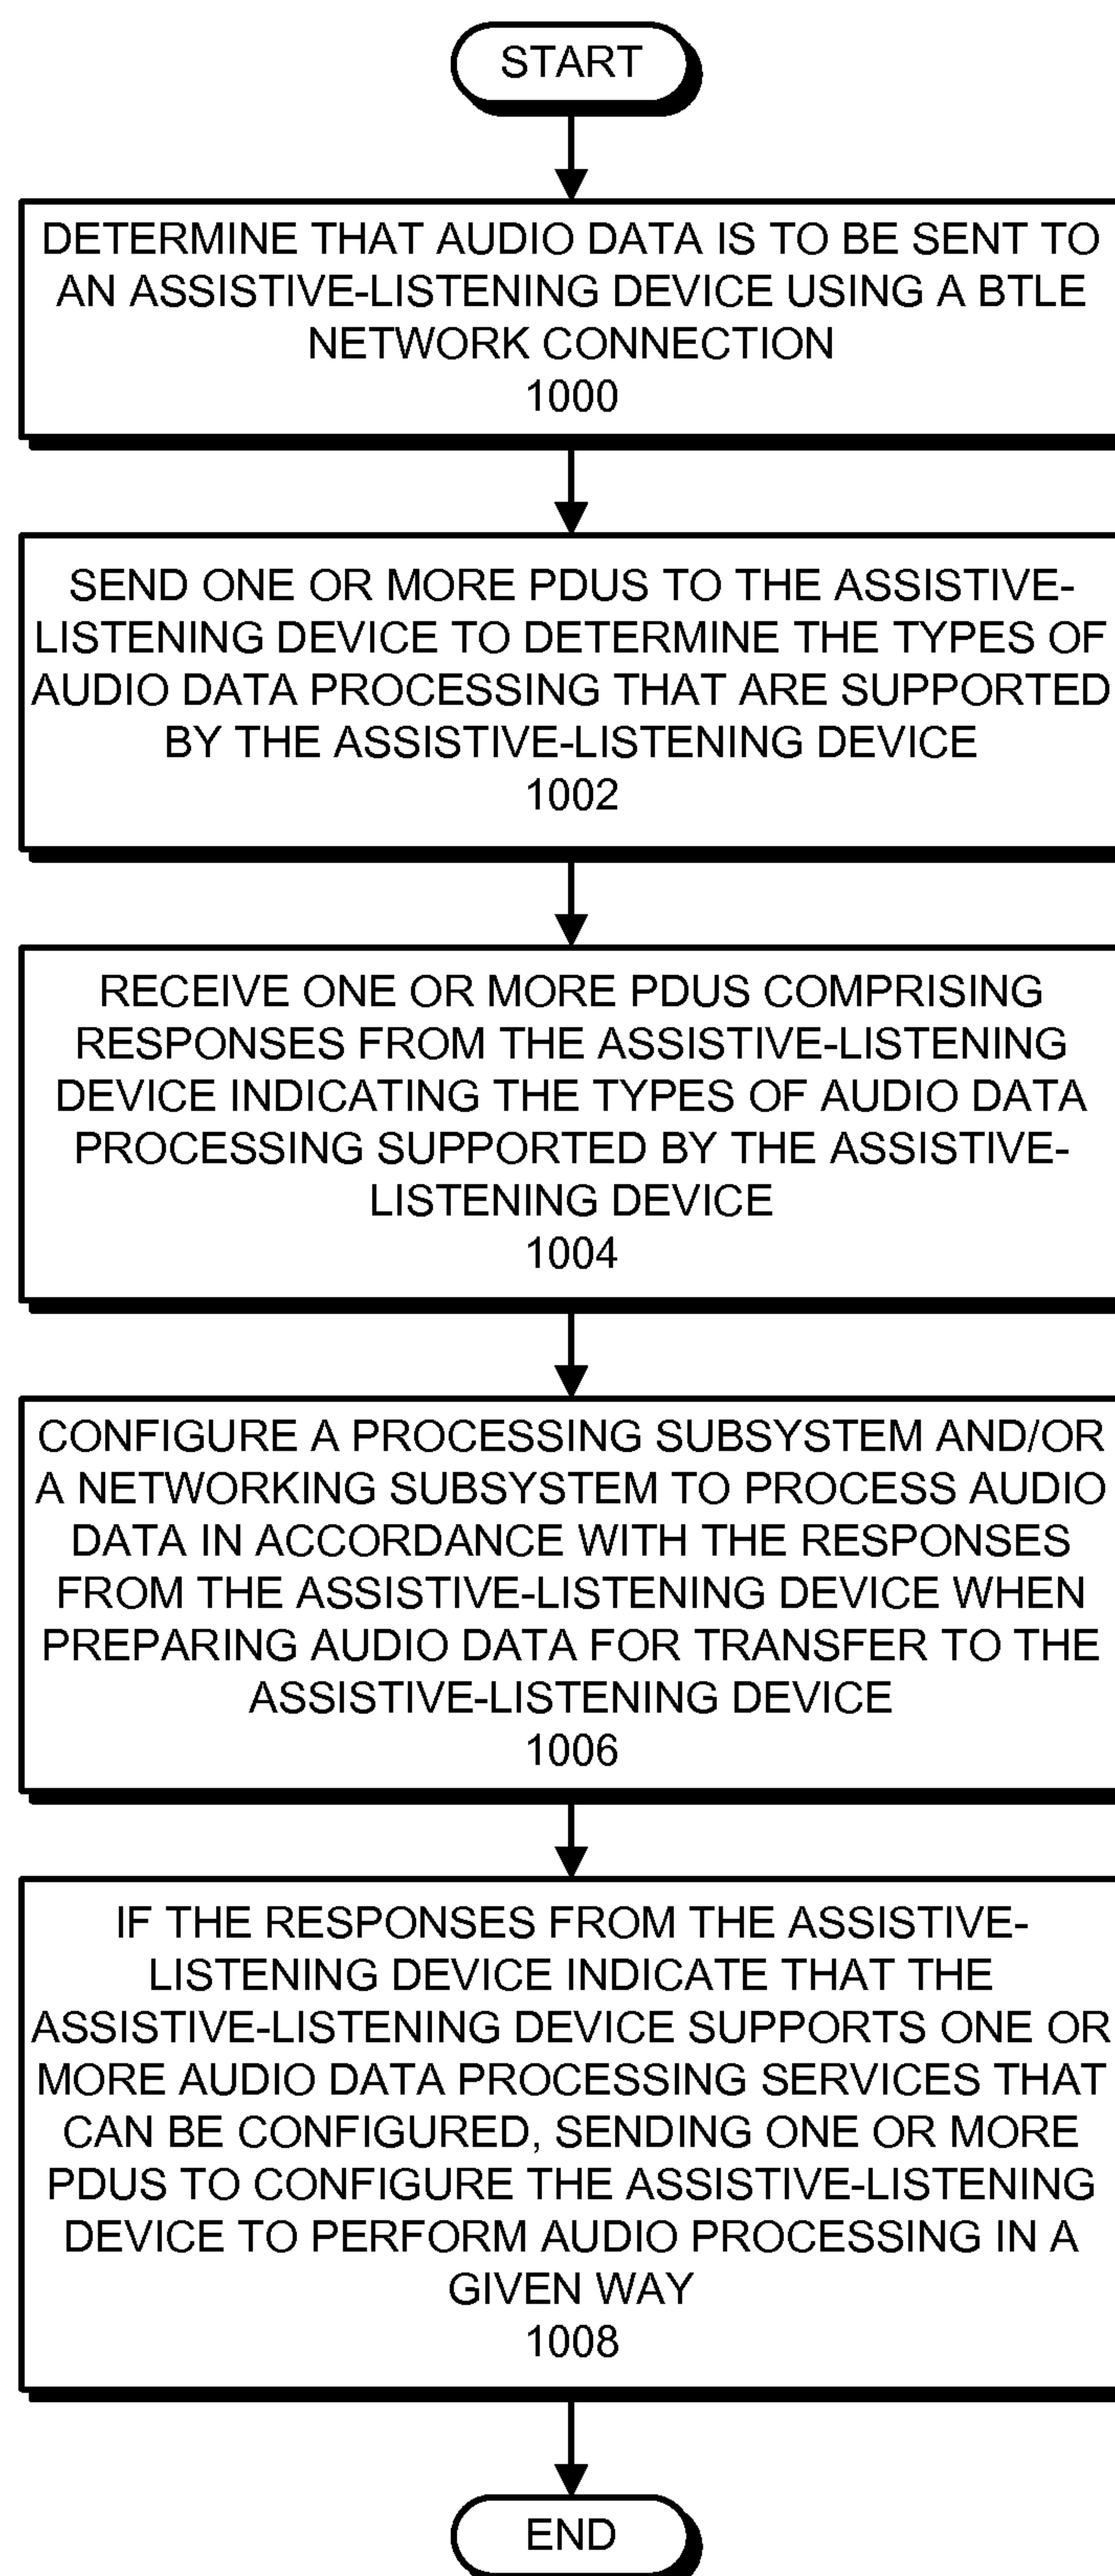 START
DETERMINE THAT AUDIO DATA IS TO BE SENT TO
AN ASSISTIVE-LISTENING DEVICE USING A BTLE
NETWORK CONNECTION
1000
SEND ONE OR MORE PDUS TO THE ASSISTIVE-
LISTENING DEVICE TO DETERMINE THE TYPES OF
AUDIO DATA PROCESSING THAT ARE SUPPORTED
BY THE ASSISTIVE-LISTENING DEVICE
1002
RECEIVE ONE OR MORE PDUS COMPRISING
RESPONSES FROM THE ASSISTIVE-LISTENING
DEVICE INDICATING THE TYPES OF AUDIO DATA
PROCESSING SUPPORTED BY THE ASSISTIVE-
LISTENING DEVICE
1004
CONFIGURE A PROCESSING SUBSYSTEM AND/OR
A NETWORKING SUBSYSTEM TO PROCESS AUDIO
DATA IN ACCORDANCE WITH THE RESPONSES
FROM THE ASSISTIVE-LISTENING DEVICE WHEN
PREPARING AUDIO DATA FOR TRANSFER TO THE
ASSISTIVE-LISTENING DEVICE
1006
IF THE RESPONSES FROM THE ASSISTIVE-
LISTENING DEVICE INDICATE THAT THE
ASSISTIVE-LISTENING DEVICE SUPPORTS ONE OR
MORE AUDIO DATA PROCESSING SERVICES THAT
CAN BE CONFIGURED, SENDING ONE OR MORE
PDUS TO CONFIGURE THE ASSISTIVE-LISTENING
DEVICE TO PERFORM AUDIO PROCESSING IN A
GIVEN WAY
1008
END